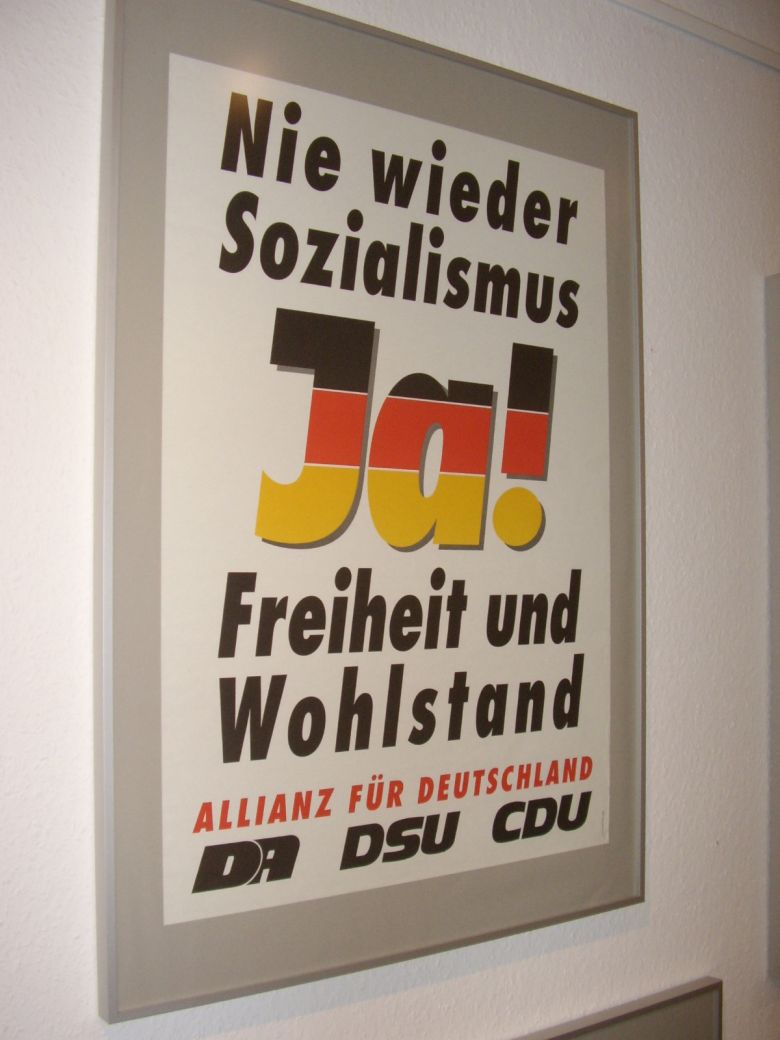 Nie wieder
Sozialismus
Ja!
Freiheit und
Wohlstand
ALLIANZ FÜR DEUTSCHLAND
DA DSU CDU